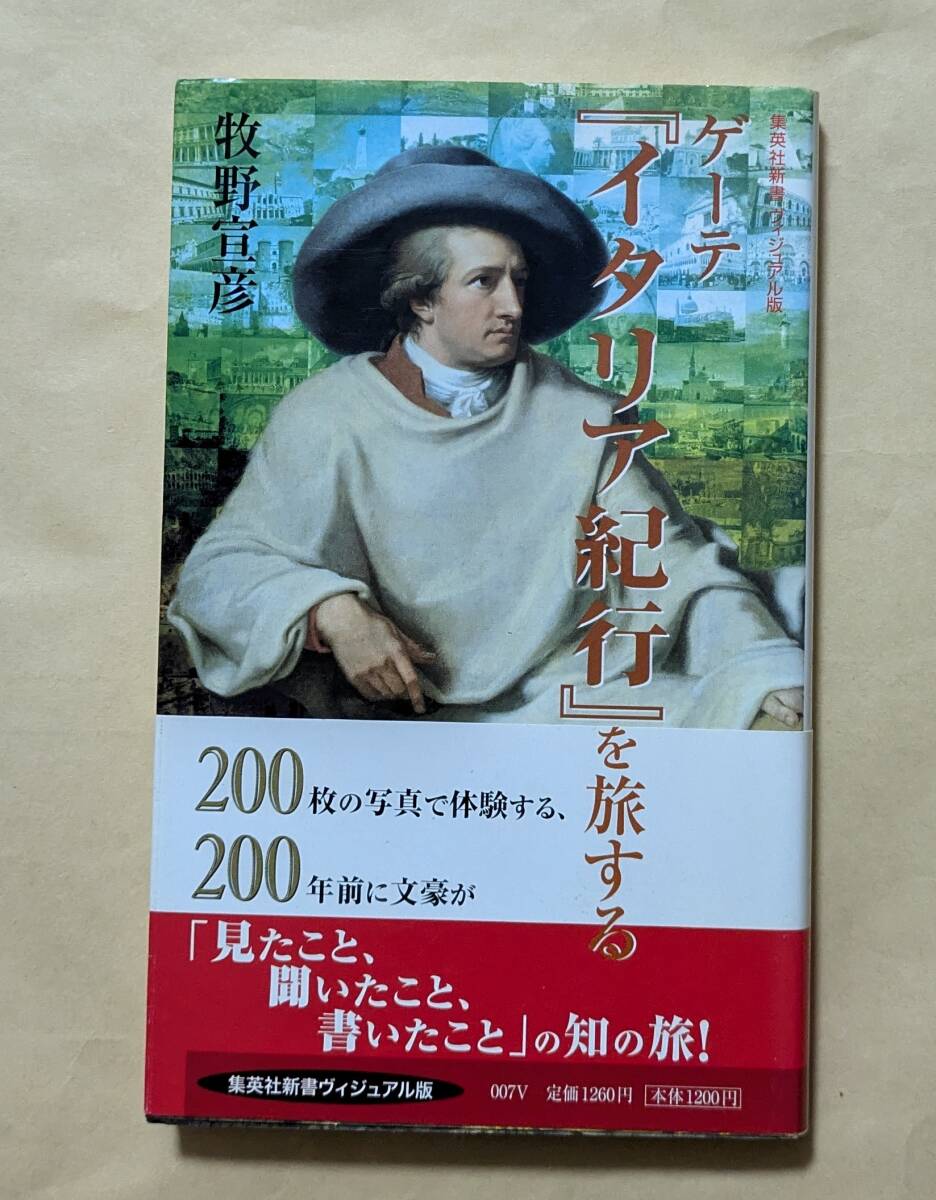 集英社新書ヴィジュアル版
ゲーテ
『イタリア紀行』を旅する
牧野宣彦
200枚の写真で体験する、
200年前に文豪が
「見たこと、
聞いたこと、
書いたこと」の知の旅!
集英社新書ヴィジュアル版 007V 定価1260円 本体1200円